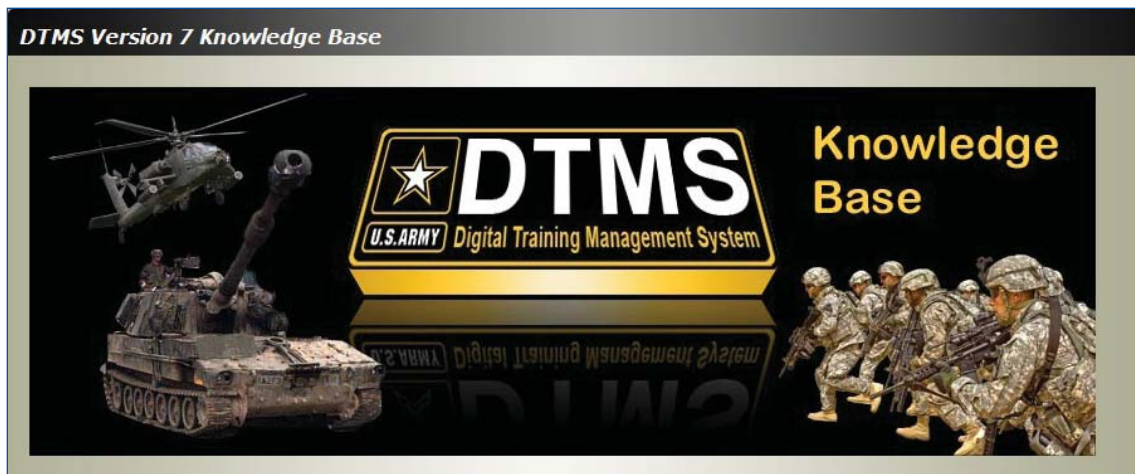 DTMS Version 7 Knowledge Base
DTMS
U.S.ARMY Digital Training Management System
Knowledge
Base